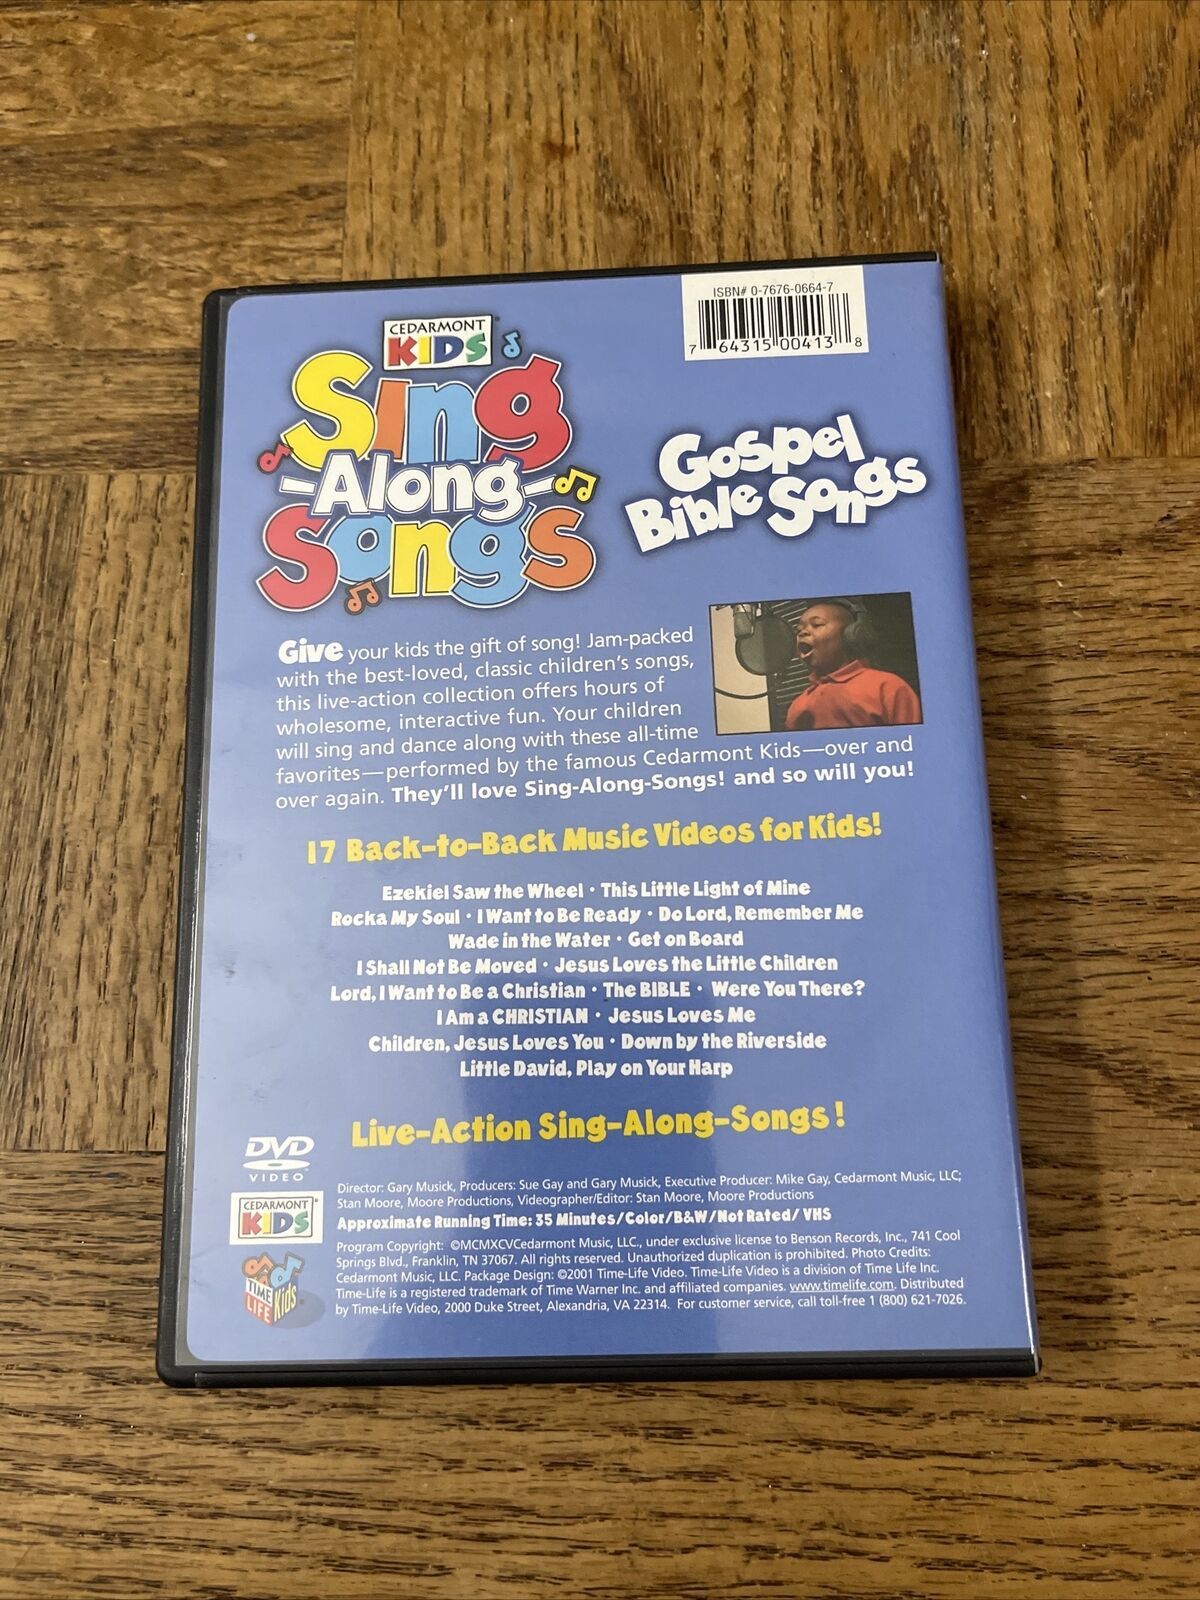 ISBN# 0-7676-0664-7
7 64315 00413 8
CEDARMONT
KIDS
Sing
-Along-
Songs
Gospel
Bible Songs
Give your kids the gift of song! Jam-packed
with the best-loved, classic children's songs,
this live-action collection offers hours of
wholesome, interactive fun. Your children
will sing and dance along with these all-time
favorites—performed by the famous Cedarmont Kids—over and
over again. They'll love Sing-Along-Songs! and so will you!
17 Back-to-Back Music Videos for Kids!
Ezekiel Saw the Wheel • This Little Light of Mine
Rocka My Soul • I Want to Be Ready • Do Lord, Remember Me
Wade in the Water • Get on Board
I Shall Not Be Moved • Jesus Loves the Little Children
Lord, I Want to Be a Christian • The BIBLE • Were You There?
I Am a CHRISTIAN • Jesus Loves Me
Children, Jesus Loves You • Down by the Riverside
Little David, Play on Your Harp
Live-Action Sing-Along-Songs!
DVD
VIDEO
CEDARMONT
KIDS
TIME
LIFE Kids
Director: Gary Musick, Producers: Sue Gay and Gary Musick, Executive Producer: Mike Gay, Cedarmont Music, LLC;
Stan Moore, Moore Productions, Videographer/Editor: Stan Moore, Moore Productions
Approximate Running Time: 35 Minutes/Color/B&W/Not Rated/ VHS
Program Copyright: ©MCMXCVCedarmont Music, LLC., under exclusive license to Benson Records, Inc., 741 Cool
Springs Blvd., Franklin, TN 37067. All rights reserved. Unauthorized duplication is prohibited. Photo Credits:
Cedarmont Music, LLC. Package Design: ©2001 Time-Life Video. Time-Life Video is a division of Time Life Inc.
Time-Life is a registered trademark of Time Warner Inc. and affiliated companies. www.timelife.com. Distributed
by Time-Life Video, 2000 Duke Street, Alexandria, VA 22314. For customer service, call toll-free 1 (800) 621-7026.